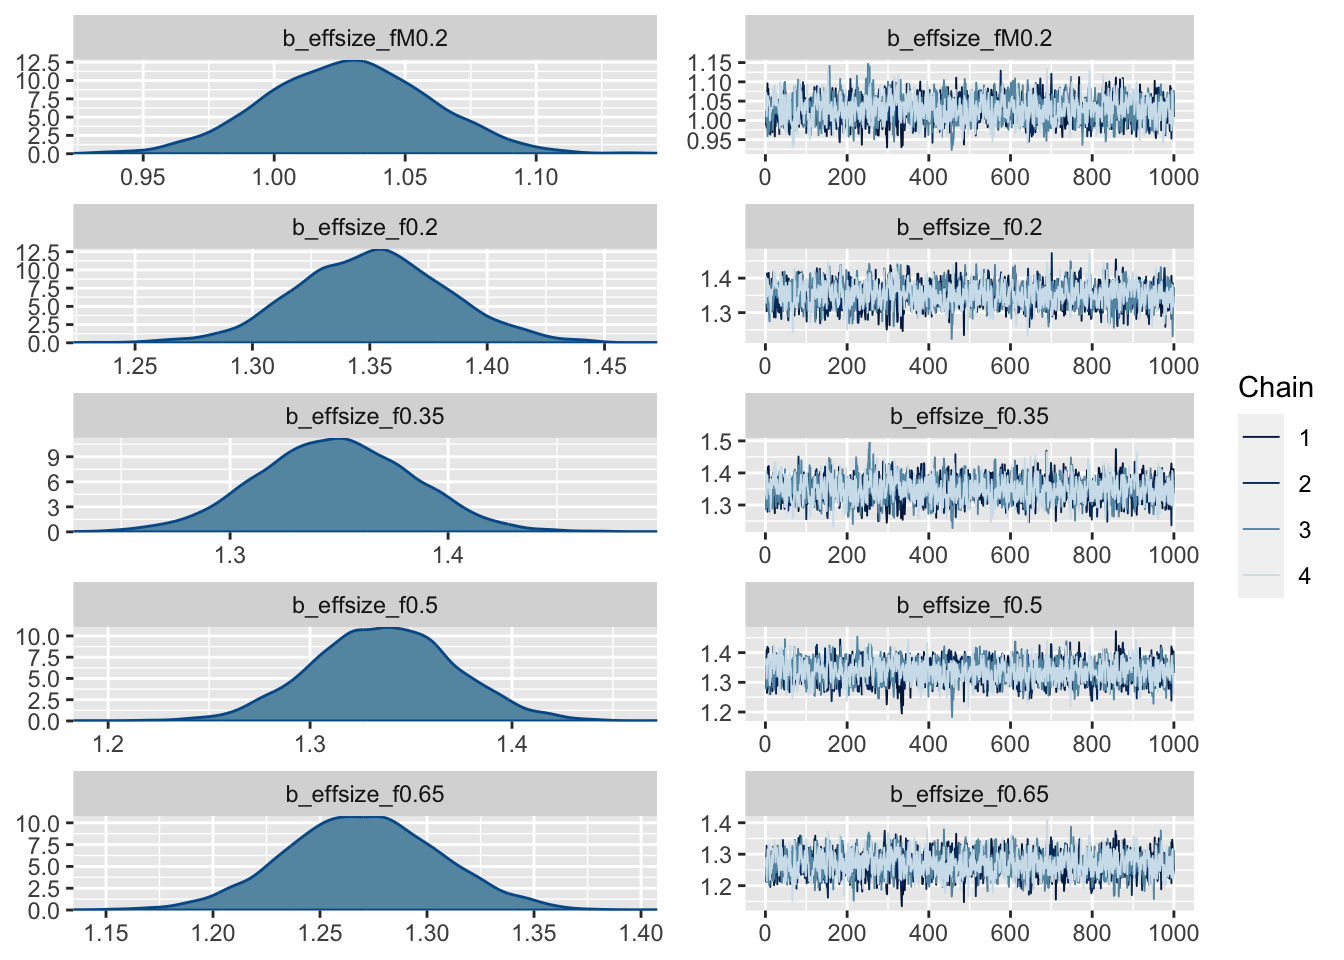 b_effsize_fM0.2
12.5
10.0
7.5
5.0
2.5
0.0
0.95 1.00 1.05 1.10
b_effsize_fM0.2
1.15
1.10
1.05
1.00
0.95
0 200 400 600 800 1000
b_effsize_f0.2
12.5
10.0
7.5
5.0
2.5
0.0
1.25 1.30 1.35 1.40 1.45
b_effsize_f0.2
1.4
1.3
0 200 400 600 800 1000
b_effsize_f0.35
9
6
3
0
1.3 1.4
b_effsize_f0.35
1.5
1.4
1.3
0 200 400 600 800 1000
b_effsize_f0.5
10.0
7.5
5.0
2.5
0.0
1.2 1.3 1.4
b_effsize_f0.5
1.4
1.3
1.2
0 200 400 600 800 1000
b_effsize_f0.65
10.0
7.5
5.0
2.5
0.0
1.15 1.20 1.25 1.30 1.35 1.40
b_effsize_f0.65
1.4
1.3
1.2
0 200 400 600 800 1000
Chain
1
2
3
4